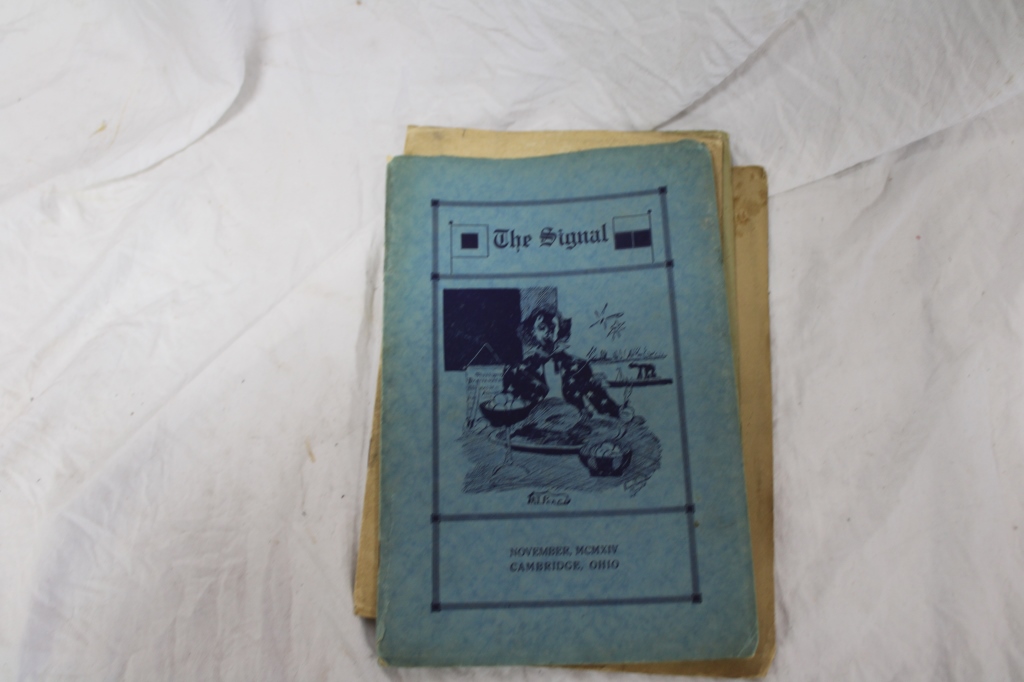 The Signal
NOVEMBER, MCMXIV
CAMBRIDGE, OHIO